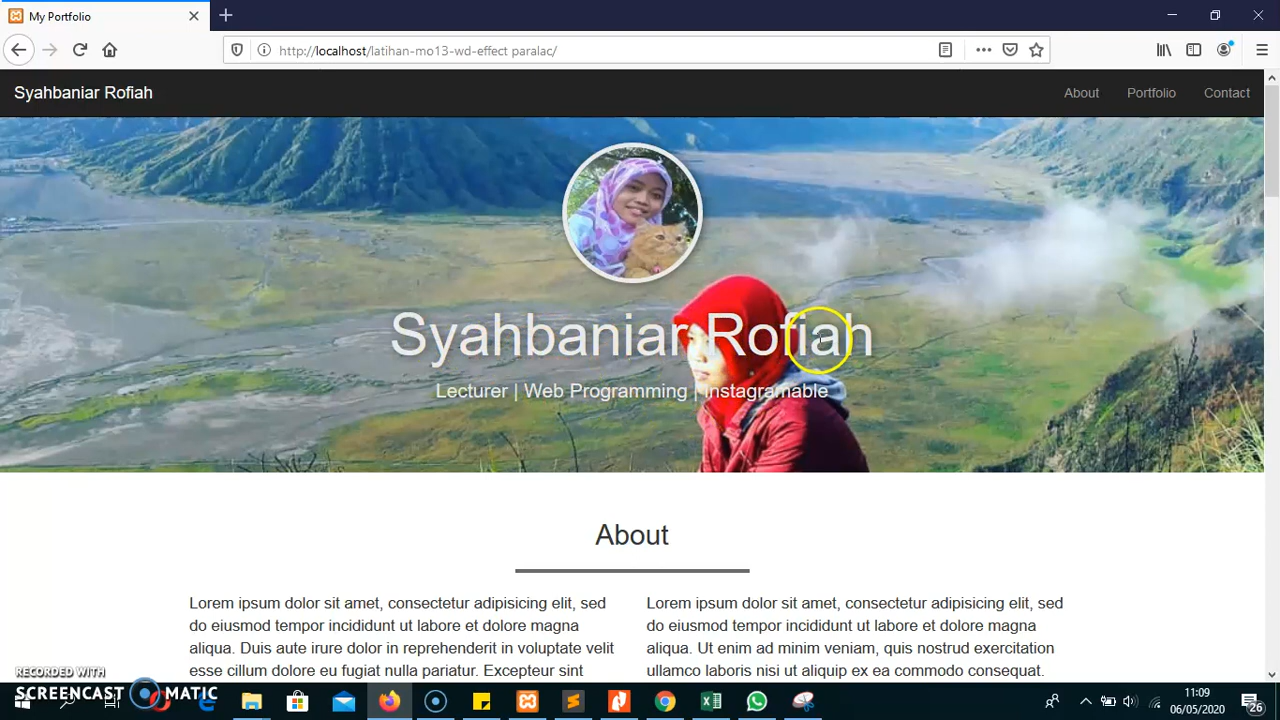 My Portfolio
http://localhost/latihan-mo13-wd-effect paralac/
Syahbaniar Rofiah
About
Portfolio
Contact
Syahbaniar Rofiah
Lecturer | Web Programming | Instagramable
About
Lorem ipsum dolor sit amet, consectetur adipisicing elit, sed
do eiusmod tempor incididunt ut labore et dolore magna
aliqua. Duis aute irure dolor in reprehenderit in voluptate velit
esse cillum dolore eu fugiat nulla pariatur. Excepteur sint
Lorem ipsum dolor sit amet, consectetur adipisicing elit, sed
do eiusmod tempor incididunt ut labore et dolore magna
aliqua. Ut enim ad minim veniam, quis nostrud exercitation
ullamco laboris nisi ut aliquip ex ea commodo consequat.
RECORDED WITH
SCREENCAST MATIC
11:09
06/05/2020
26